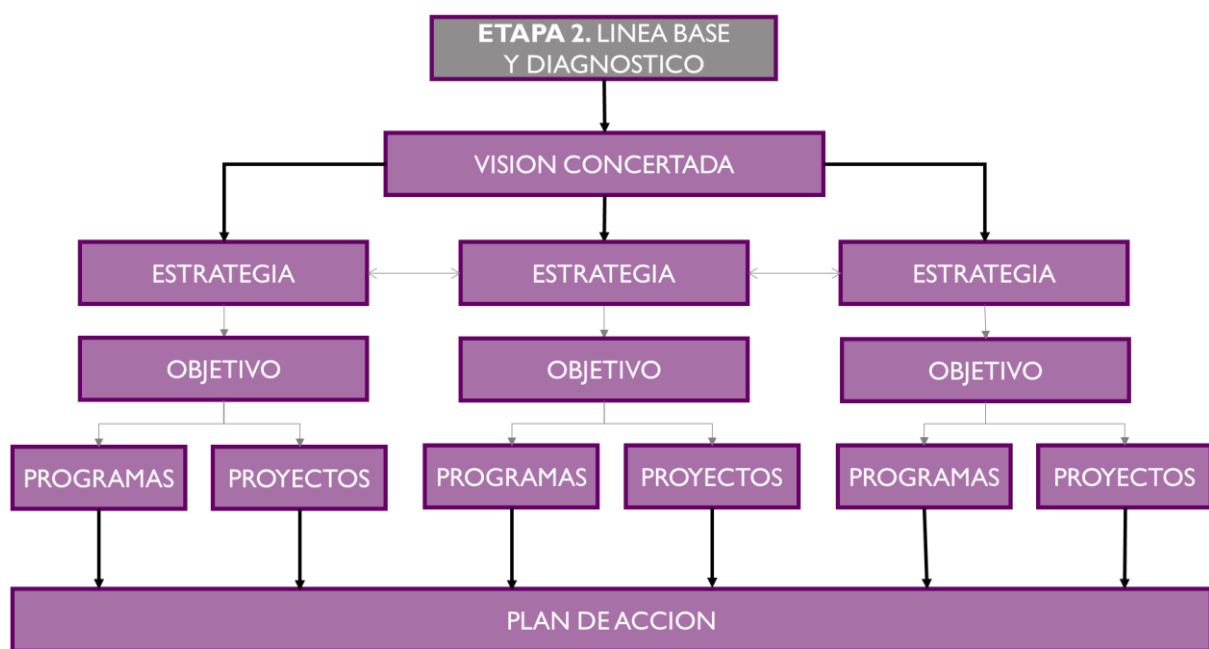 ETAPA 2. LINEA BASE
Y DIAGNOSTICO
VISION CONCERTADA
ESTRATEGIA
ESTRATEGIA
ESTRATEGIA
OBJETIVO
OBJETIVO
OBJETIVO
PROGRAMAS
PROYECTOS
PROGRAMAS
PROYECTOS
PROGRAMAS
PROYECTOS
PLAN DE ACCION